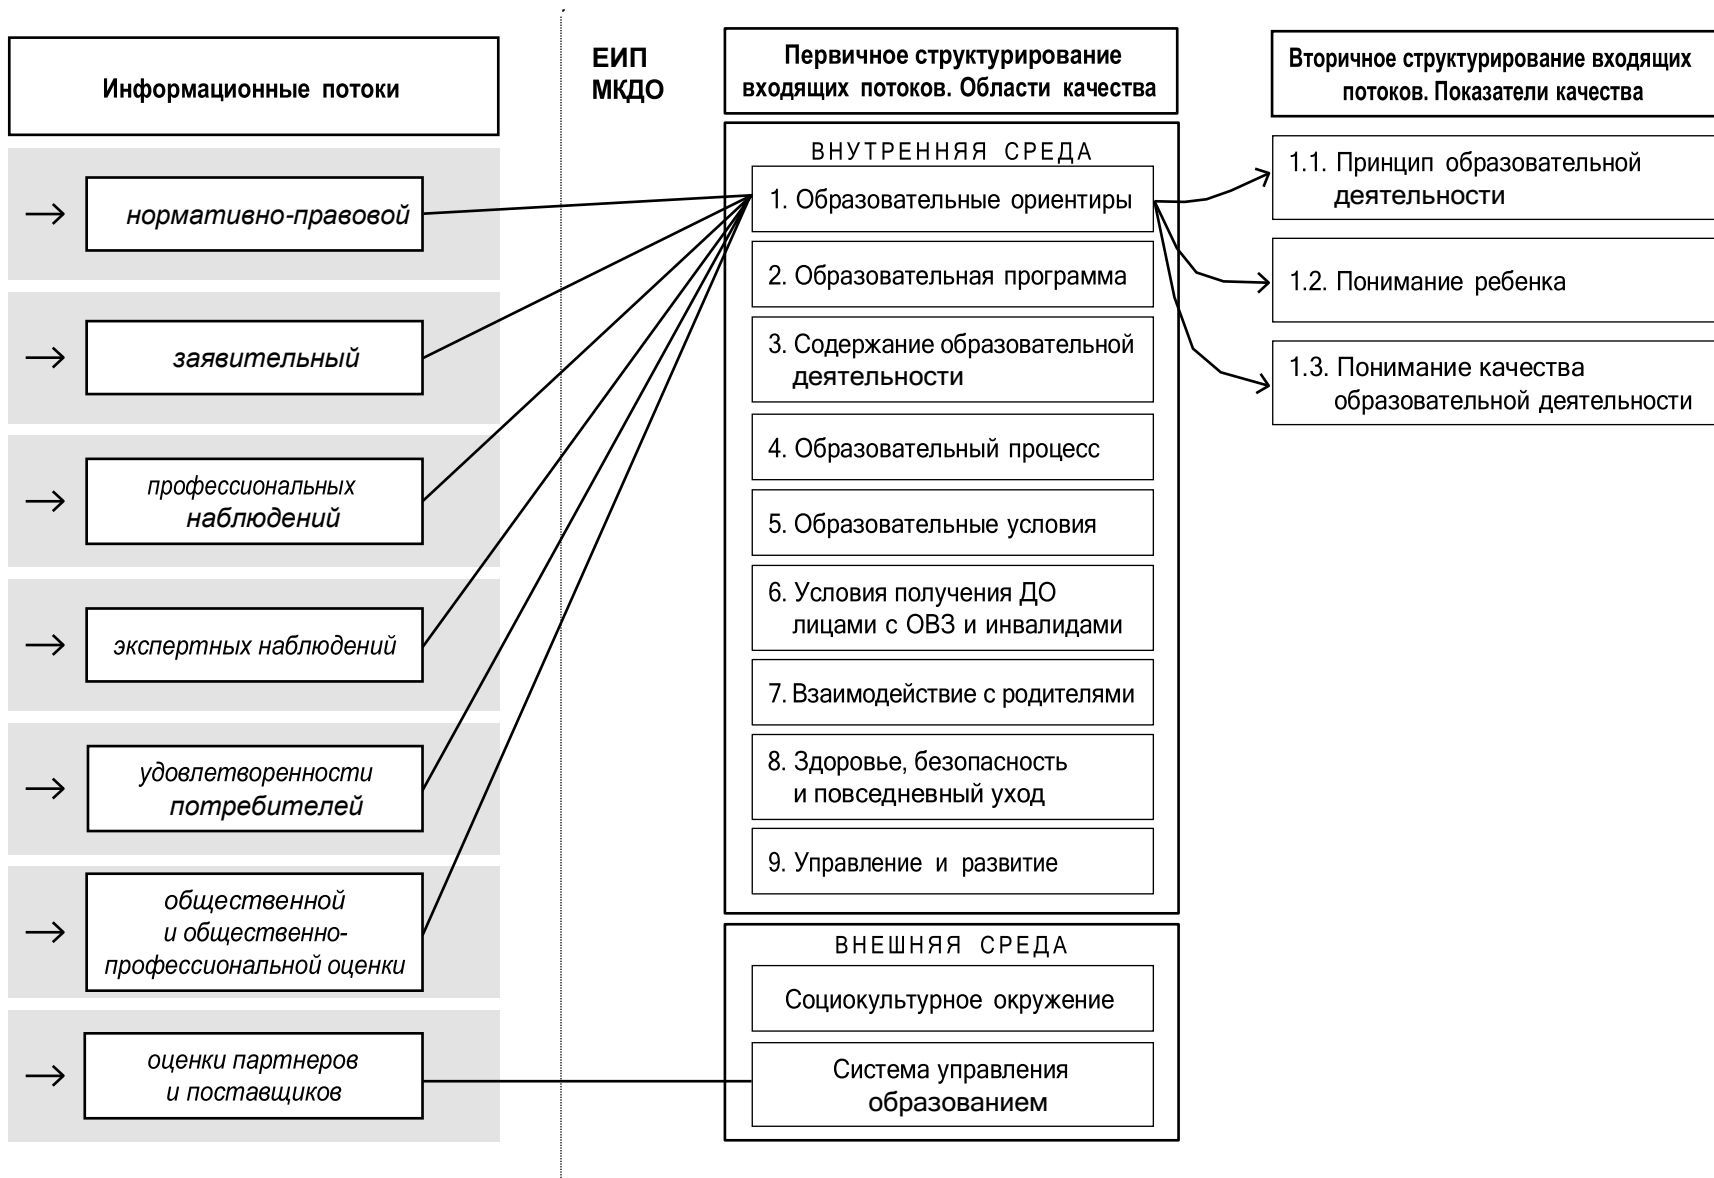 Информационные потоки
нормативно-правовой
заявительный
профессиональных
наблюдений
экспертных наблюдений
удовлетворенности
потребителей
общественной
и общественно-
профессиональной оценки
оценки партнеров
и поставщиков
ЕИП
МКДО
Первичное структурирование
входящих потоков. Области качества
ВНУТРЕННЯЯ СРЕДА
1. Образовательные ориентиры
2. Образовательная программа
3. Содержание образовательной
деятельности
4. Образовательный процесс
5. Образовательные условия
6. Условия получения ДО
лицами с ОВЗ и инвалидами
7. Взаимодействие с родителями
8. Здоровье, безопасность
и повседневный уход
9. Управление и развитие
ВНЕШНЯЯ СРЕДА
Социокультурное окружение
Система управления
образованием
Вторичное структурирование входящих
потоков. Показатели качества
1.1. Принцип образовательной
деятельности
1.2. Понимание ребенка
1.3. Понимание качества
образовательной деятельности